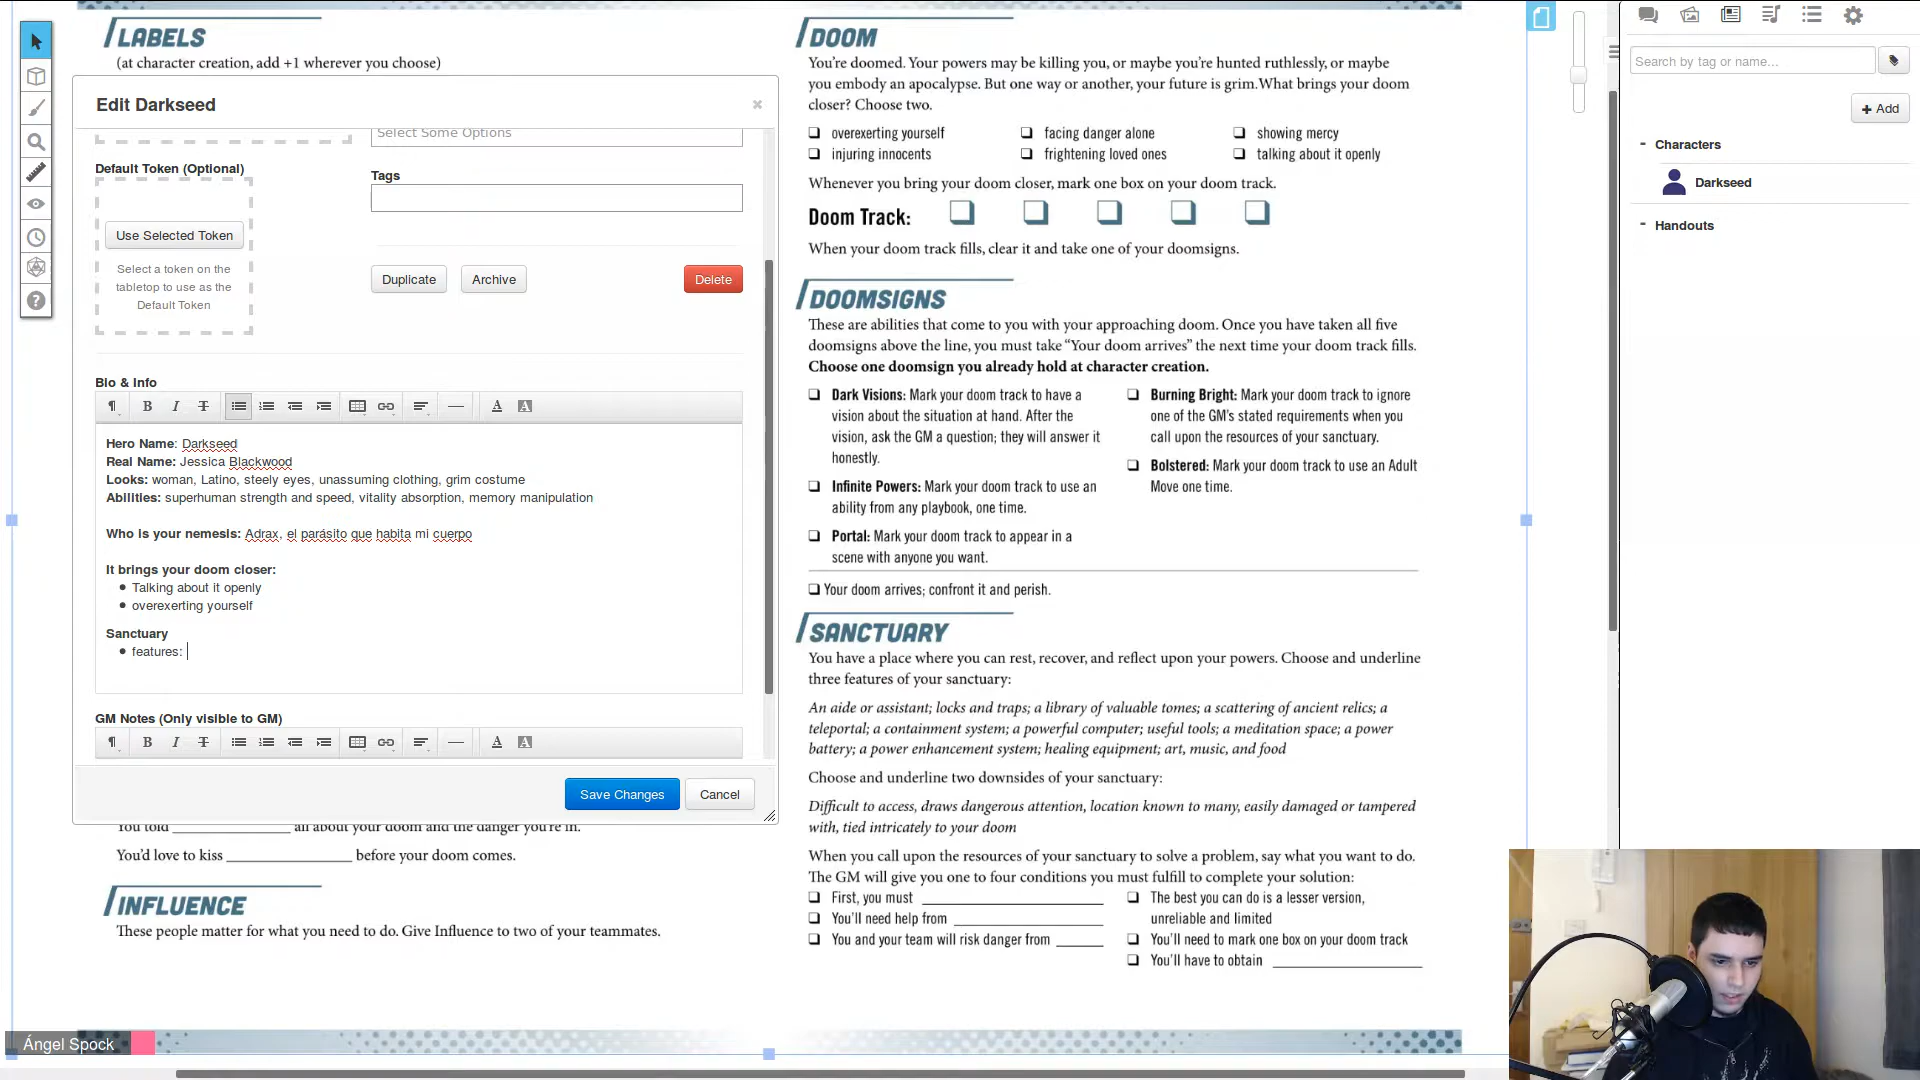 LABELS
(at character creation, add +1 wherever you choose)
Edit Darkseed
×
Select Some Options
Default Token (Optional)
Tags
Use Selected Token
Select a token on the
tabletop to use as the
Default Token
Duplicate
Archive
Delete
Bio & Info
Hero Name: Darkseed
Real Name: Jessica Blackwood
Looks: woman, Latino, steely eyes, unassuming clothing, grim costume
Abilities: superhuman strength and speed, vitality absorption, memory manipulation
Who is your nemesis: Adrax, el parásito que habita mi cuerpo
It brings your doom closer:
• Talking about it openly
• overexerting yourself
Sanctuary
• features:
GM Notes (Only visible to GM)
Save Changes
Cancel
You told ____ all about your doom and the danger you're in.
You'd love to kiss ____ before your doom comes.
INFLUENCE
These people matter for what you need to do. Give Influence to two of your teammates.
Ángel Spock
DOOM
You're doomed. Your powers may be killing you, or maybe you're hunted ruthlessly, or maybe
you embody an apocalypse. But one way or another, your future is grim.What brings your doom
closer? Choose two.
overexerting yourself
facing danger alone
showing mercy
injuring innocents
frightening loved ones
talking about it openly
Whenever you bring your doom closer, mark one box on your doom track.
Doom Track:
When your doom track fills, clear it and take one of your doomsigns.
DOOMSIGNS
These are abilities that come to you with your approaching doom. Once you have taken all five
doomsigns above the line, you must take “Your doom arrives” the next time your doom track fills.
Choose one doomsign you already hold at character creation.
Dark Visions: Mark your doom track to have a
vision about the situation at hand. After the
vision, ask the GM a question; they will answer it
honestly.
Infinite Powers: Mark your doom track to use an
ability from any playbook, one time.
Portal: Mark your doom track to appear in a
scene with anyone you want.
Burning Bright: Mark your doom track to ignore
one of the GM's stated requirements when you
call upon the resources of your sanctuary.
Bolstered: Mark your doom track to use an Adult
Move one time.
Your doom arrives; confront it and perish.
SANCTUARY
You have a place where you can rest, recover, and reflect upon your powers. Choose and underline
three features of your sanctuary:
An aide or assistant; locks and traps; a library of valuable tomes; a scattering of ancient relics; a
teleportal; a containment system; a powerful computer; useful tools; a meditation space; a power
battery; a power enhancement system; healing equipment; art, music, and food
Choose and underline two downsides of your sanctuary:
Difficult to access, draws dangerous attention, location known to many, easily damaged or tampered
with, tied intricately to your doom
When you call upon the resources of your sanctuary to solve a problem, say what you want to do.
The GM will give you one to four conditions you must fulfill to complete your solution:
First, you must ____
You'll need help from ____
You and your team will risk danger from ____
The best you can do is a lesser version,
unreliable and limited
You'll need to mark one box on your doom track
You'll have to obtain ____
Search by tag or name...
+ Add
- Characters
Darkseed
- Handouts